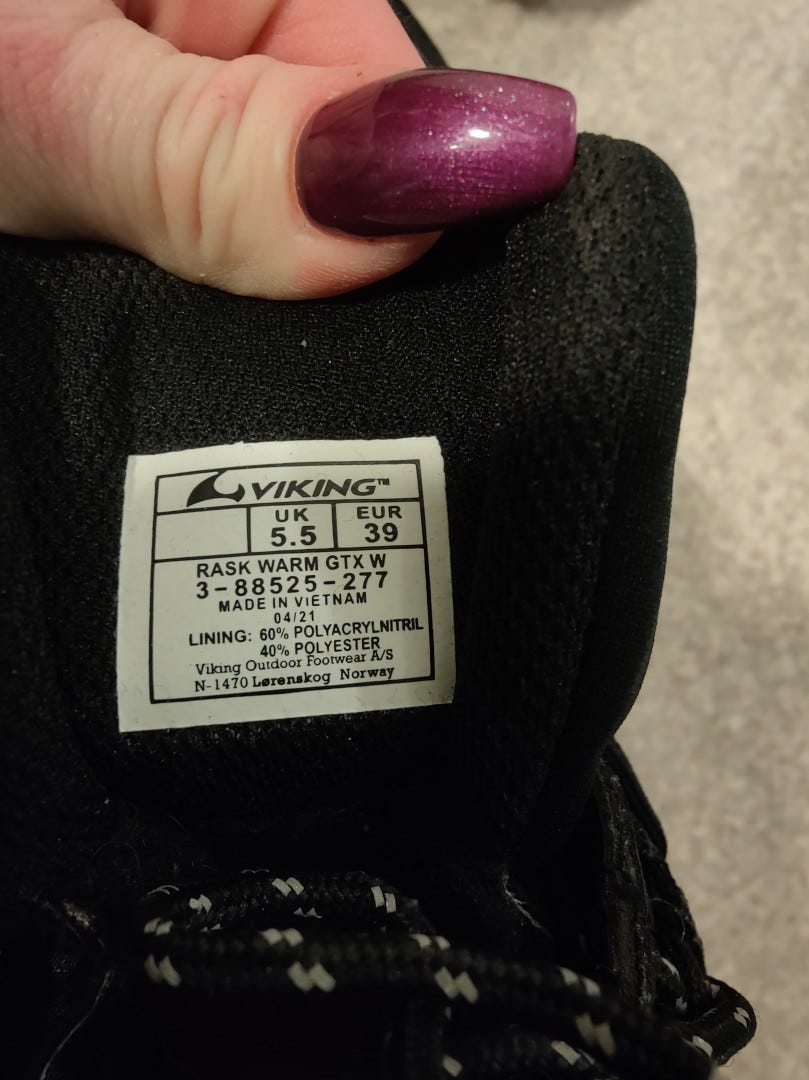 VIKING™
UK EUR
5.5 39
RASK WARM GTX W
3-88525-277
MADE IN VIETNAM
04/21
LINING: 60% POLYACRYLNITRIL
40% POLYESTER
Viking Outdoor Footwear A/S
N-1470 Lørenskog Norway